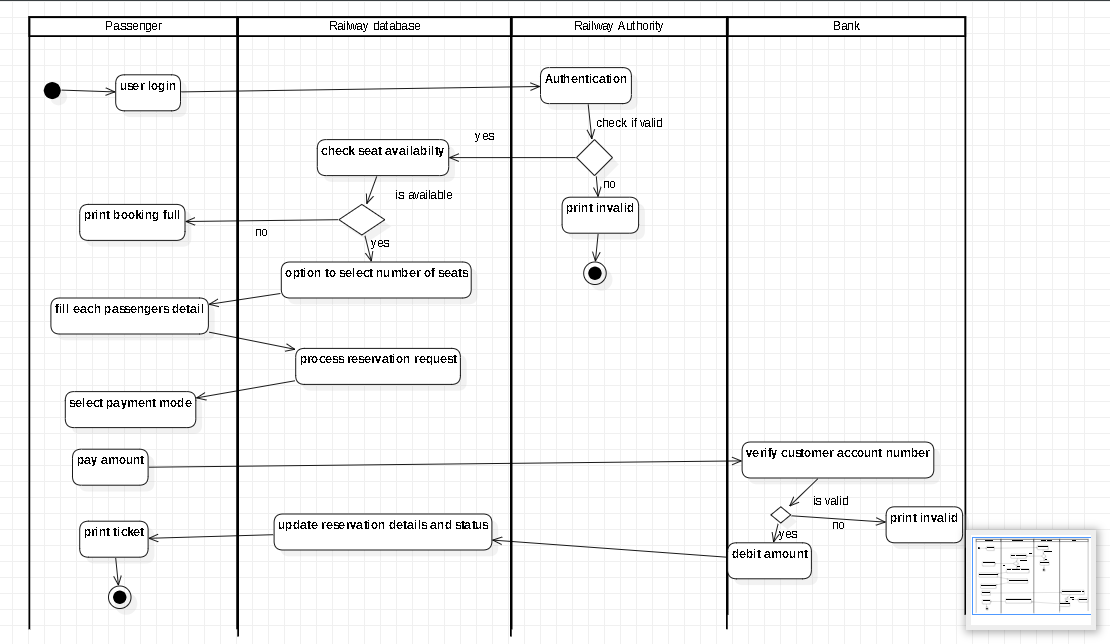 Passenger
Railway database
Railway Authority
Bank
user login
Authentication
check if valid
yes
check seat availabilty
is available
no
print invalid
print booking full
no
yes
option to select number of seats
fill each passengers detail
process reservation request
select payment mode
pay amount
verify customer account number
is valid
no
print invalid
yes
print ticket
update reservation details and status
debit amount